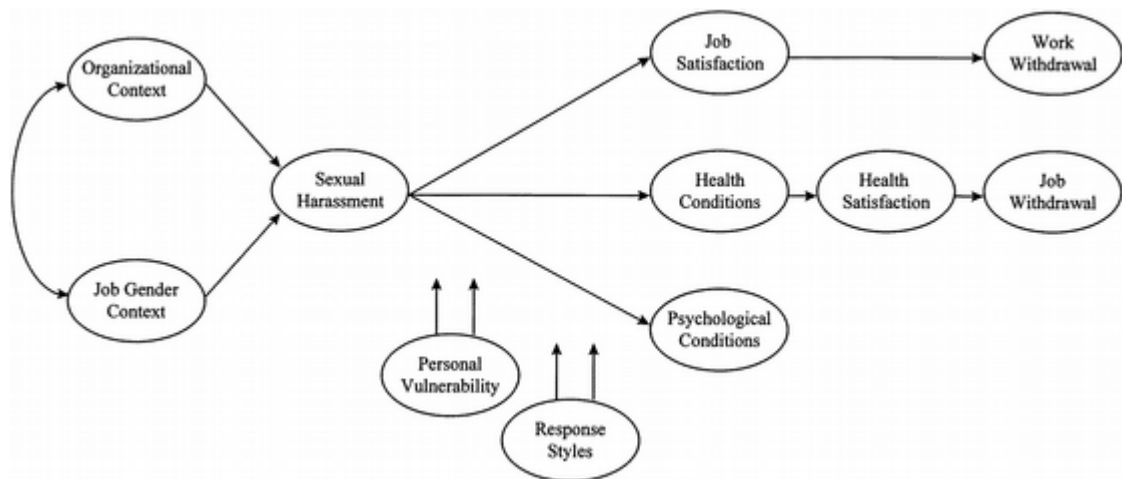 Organizational
Context
Job Gender
Context
Sexual
Harassment
Job
Satisfaction
Work
Withdrawal
Health
Conditions
Health
Satisfaction
Job
Withdrawal
Psychological
Conditions
Personal
Vulnerability
Response
Styles